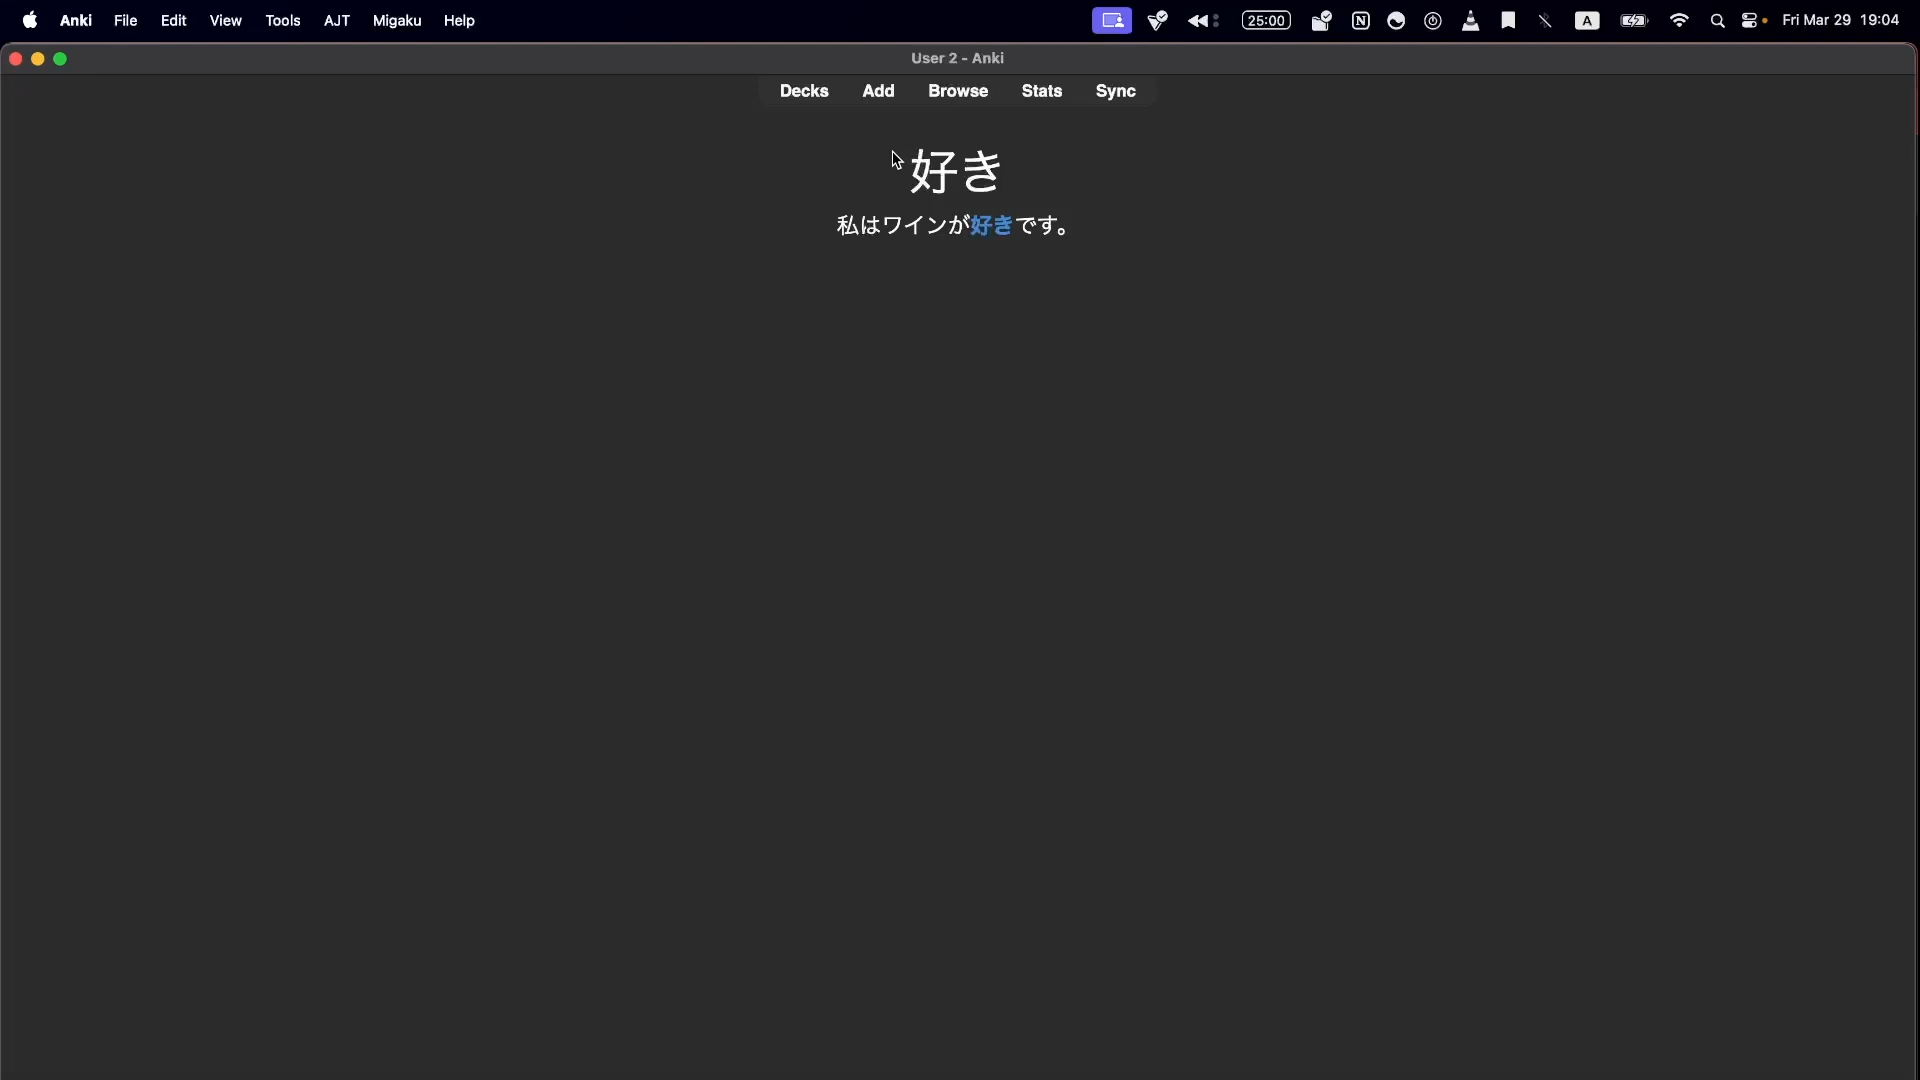 Anki File Edit View Tools AJT Migaku Help 25:00 N A Fri Mar 29 19:04
User 2 - Anki
Decks Add Browse Stats Sync
好き
私はワインが好きです。